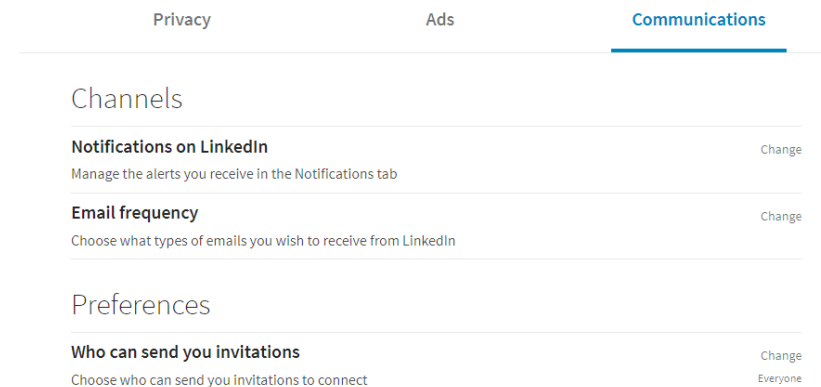 Privacy Ads Communications
Channels
Notifications on LinkedIn Change
Manage the alerts you receive in the Notifications tab
Email frequency Change
Choose what types of emails you wish to receive from LinkedIn
Preferences
Who can send you invitations Change
Choose who can send you invitations to connect Everyone